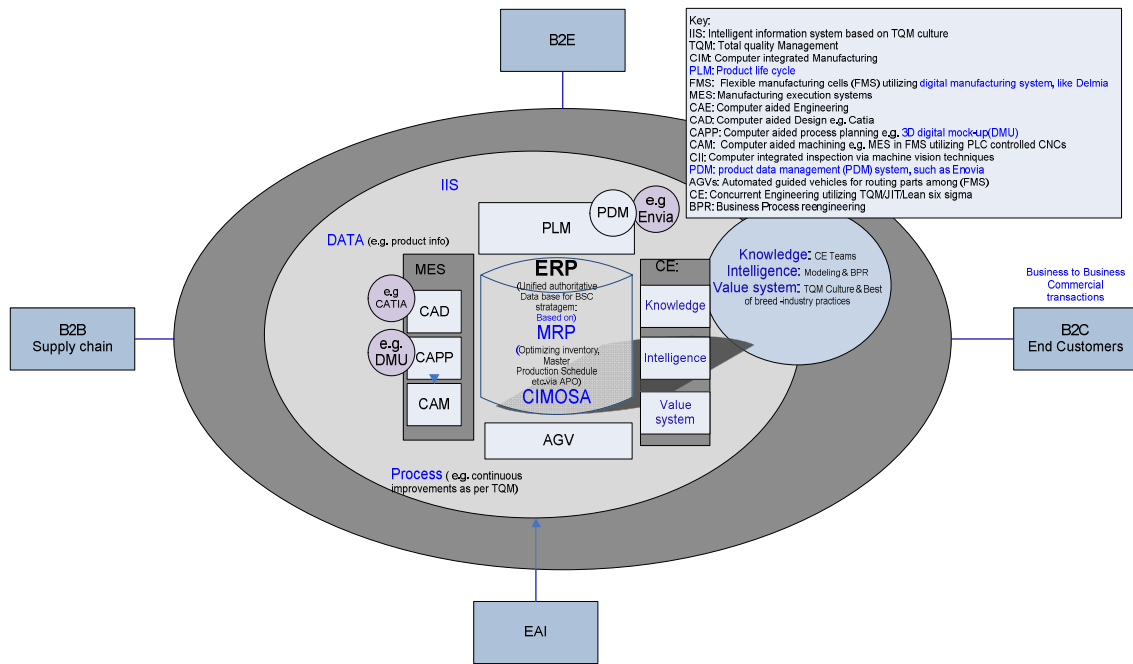 B2E
Key:
IIS: Intelligent information system based on TQM culture
TQM: Total quality Management
CIM: Computer integrated Manufacturing
PLM: Product life cycle
FMS: Flexible manufacturing cells (FMS) utilizing digital manufacturing system, like Delmia
MES: Manufacturing execution systems
CAE: Computer aided Engineering
CAD: Computer aided Design e.g. Catia
CAPP: Computer aided process planning e.g. 3D digital mock-up(DMU)
CAM: Computer aided machining e.g. MES in FMS utilizing PLC controlled CNCs
CII: Computer integrated inspection via machine vision techniques
PDM: product data management (PDM) system, such as Enovia
AGVs: Automated guided vehicles for routing parts among (FMS)
CE: Concurrent Engineering utilizing TQM/JIT/Lean six sigma
BPR: Business Process reengineering
IIS
PDM
e.g
Envia
PLM
DATA (e.g. product info)
MES
e.g
CATIA
CAD
e.g.
DMU
CAPP
CAM
ERP
(Unified authoritative
Data base for BSC
stratagem:
Based on)
MRP
(Optimizing inventory,
Master
Production Schedule
etc.via APO)
CIMOSA
CE:
Knowledge
Intelligence
Value
system
Knowledge: CE Teams
Intelligence: Modeling & BPR
Value system: TQM Culture & Best
of breed -industry practices
Business to Business
Commercial
transactions
B2B
Supply chain
B2C
End Customers
AGV
Process ( e.g. continuous
improvements as per TQM)
EAI